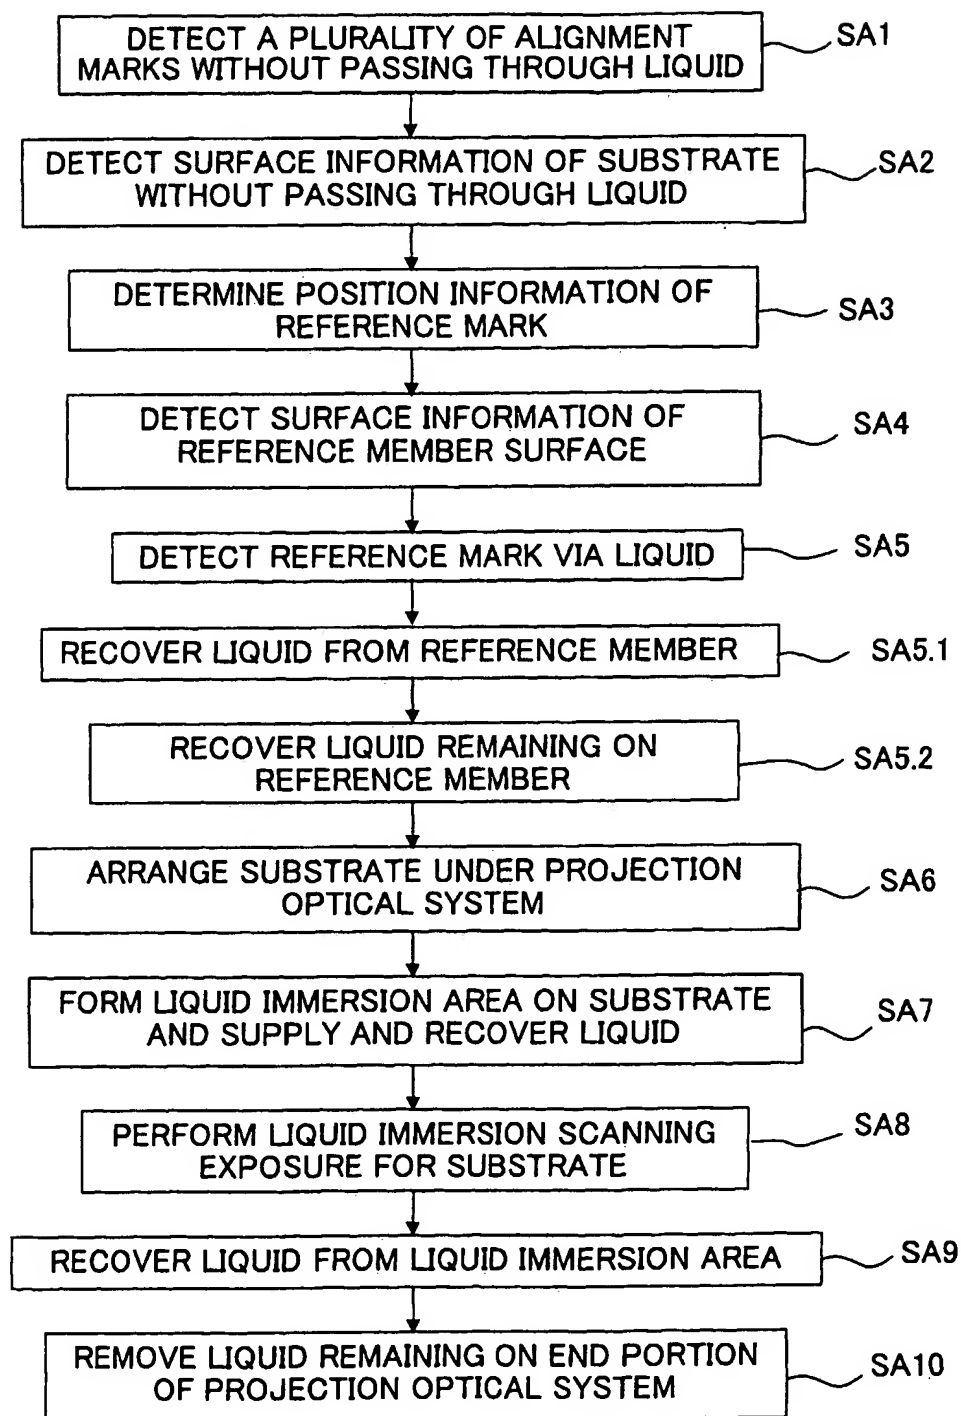 DETECT A PLURALITY OF ALIGNMENT
MARKS WITHOUT PASSING THROUGH LIQUID
SA1
DETECT SURFACE INFORMATION OF SUBSTRATE
WITHOUT PASSING THROUGH LIQUID
SA2
DETERMINE POSITION INFORMATION OF
REFERENCE MARK
SA3
DETECT SURFACE INFORMATION OF
REFERENCE MEMBER SURFACE
SA4
DETECT REFERENCE MARK VIA LIQUID
SA5
RECOVER LIQUID FROM REFERENCE MEMBER
SA5.1
RECOVER LIQUID REMAINING ON
REFERENCE MEMBER
SA5.2
ARRANGE SUBSTRATE UNDER PROJECTION
OPTICAL SYSTEM
SA6
FORM LIQUID IMMERSION AREA ON SUBSTRATE
AND SUPPLY AND RECOVER LIQUID
SA7
PERFORM LIQUID IMMERSION SCANNING
EXPOSURE FOR SUBSTRATE
SA8
RECOVER LIQUID FROM LIQUID IMMERSION AREA
SA9
REMOVE LIQUID REMAINING ON END PORTION
OF PROJECTION OPTICAL SYSTEM
SA10